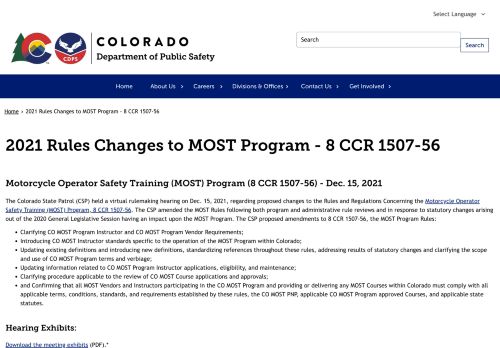 Select Language
COLORADO
Department of Public Safety
CDPS
Search
Search
Home
About Us
Careers
Divisions & Offices
Contact Us
Get Involved
Home › 2021 Rules Changes to MOST Program - 8 CCR 1507-56
2021 Rules Changes to MOST Program - 8 CCR 1507-56
Motorcycle Operator Safety Training (MOST) Program (8 CCR 1507-56) - Dec. 15, 2021
The Colorado State Patrol (CSP) held a virtual rulemaking hearing on Dec. 15, 2021, regarding proposed changes to the Rules and Regulations Concerning the Motorcycle Operator
Safety Training (MOST) Program, 8 CCR 1507-56. The CSP amended the MOST Rules following both program and administrative rule reviews and in response to statutory changes arising
out of the 2020 General Legislative Session having an impact upon the MOST Program. The CSP proposed amendments to 8 CCR 1507-56, the MOST Program Rules:
• Clarifying CO MOST Program Instructor and CO MOST Program Vendor Requirements;
• Introducing CO MOST Instructor standards specific to the operation of the MOST Program within Colorado;
• Updating existing definitions and introducing new definitions, standardizing references throughout these rules, addressing results of statutory changes and clarifying the scope
and use of CO MOST Program terms and verbiage;
• Updating information related to CO MOST Program Instructor applications, eligibility, and maintenance;
• Clarifying procedure applicable to the review of CO MOST Course applications and approvals;
• and Confirming that all MOST Vendors and Instructors participating in the CO MOST Program and providing or delivering any MOST Courses within Colorado must comply with all
applicable terms, conditions, standards, and requirements established by these rules, the CO MOST PNP, applicable CO MOST Program approved Courses, and applicable state
statutes.
Hearing Exhibits:
Download the meeting exhibits (PDF).*